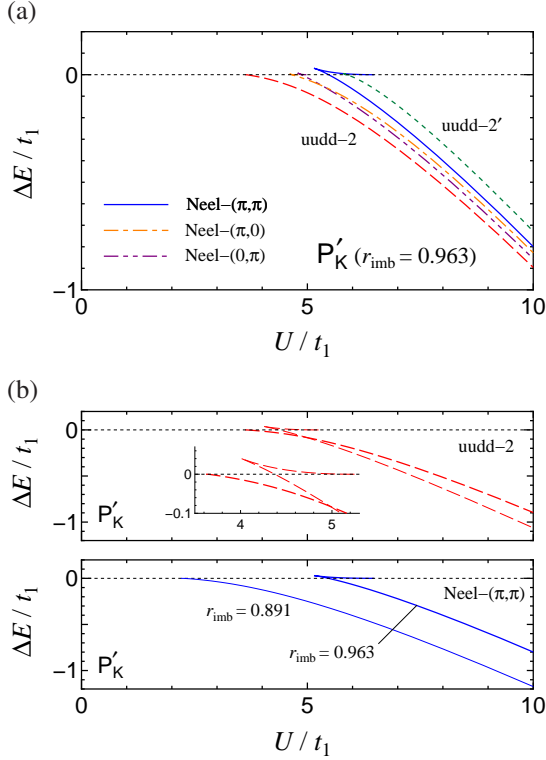 (a)
0
−1
ΔE / t₁
uudd−2
uudd−2′
Neel−(π,π)
Neel−(π,0)
Neel−(0,π)
P′K (rimb = 0.963)
0 5 10
U / t₁
(b)
0
−1
ΔE / t₁
uudd−2
0
−0.1
4 5
P′K
0
−1
ΔE / t₁
Neel−(π,π)
rimb = 0.891
rimb = 0.963
P′K
0 5 10
U / t₁